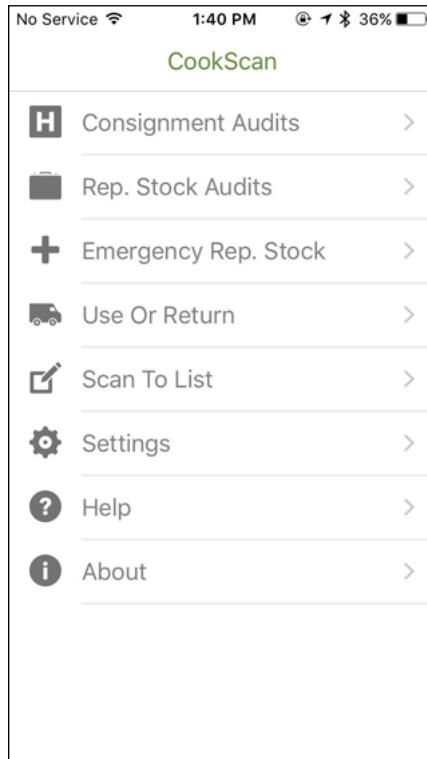 No Service 1:40 PM 36%
CookScan
H Consignment Audits
Rep. Stock Audits
Emergency Rep. Stock
Use Or Return
Scan To List
Settings
? Help
i About